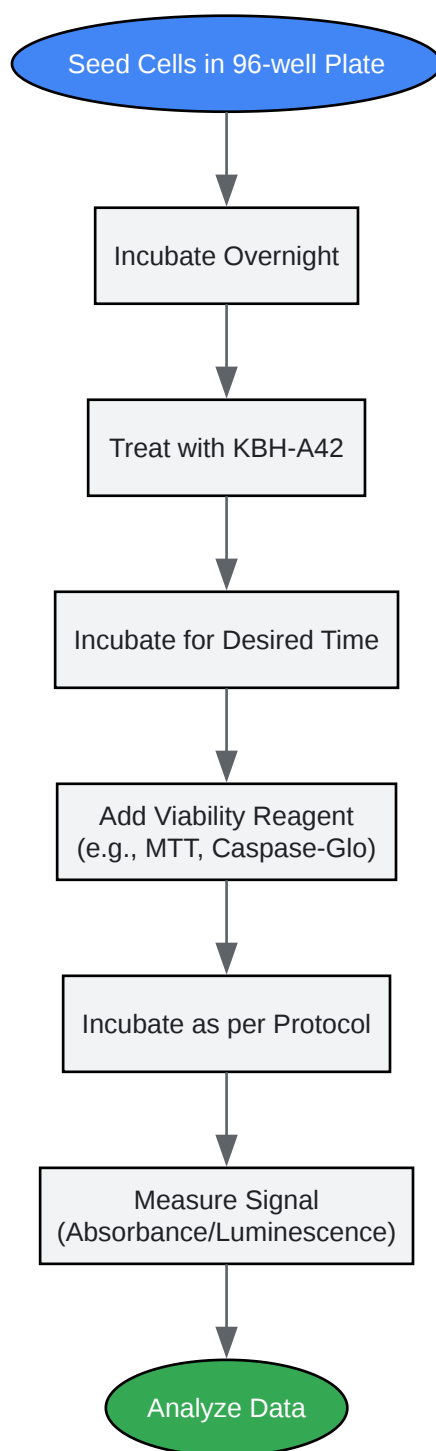 Seed Cells in 96-well Plate
Incubate Overnight
Treat with KBH-A42
Incubate for Desired Time
Add Viability Reagent
(e.g., MTT, Caspase-Glo)
Incubate as per Protocol
Measure Signal
(Absorbance/Luminescence)
Analyze Data